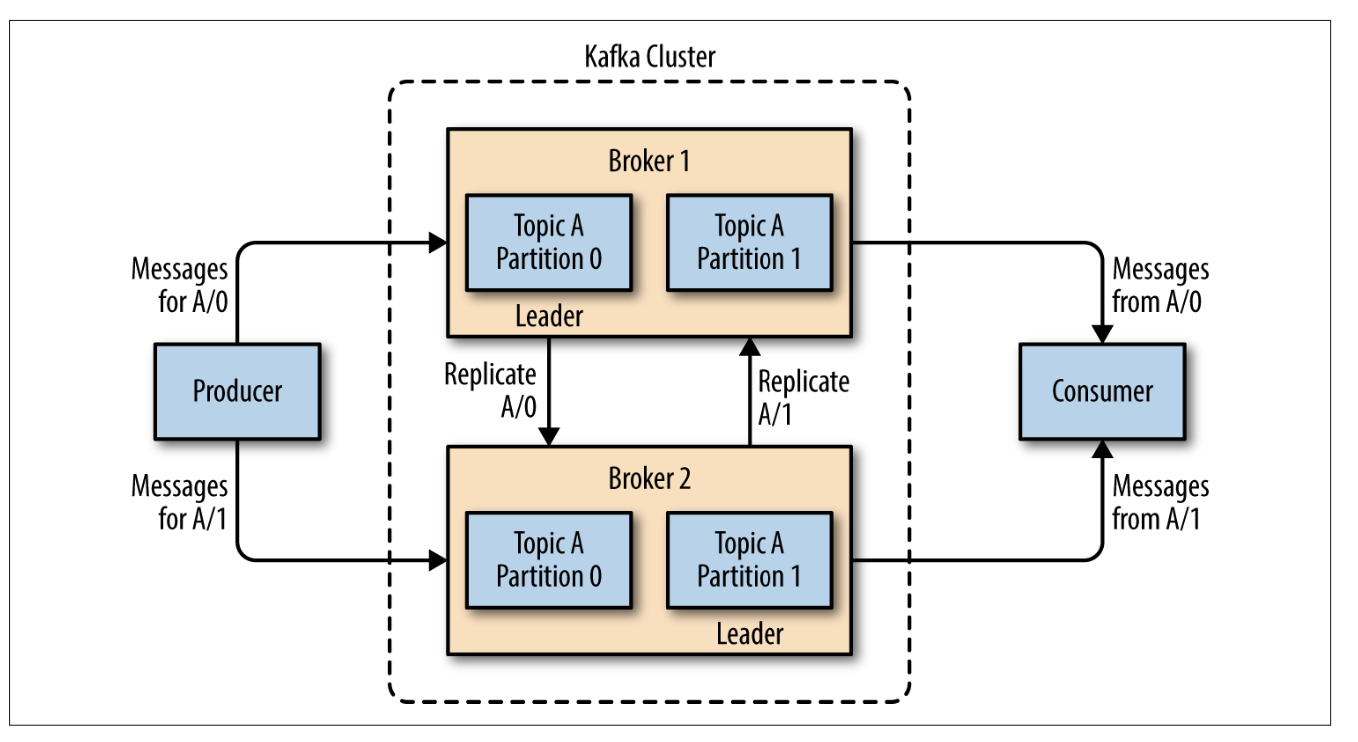 Kafka Cluster
Broker 1
Topic A
Partition 0
Topic A
Partition 1
Leader
Messages
for A/0
Messages
from A/0
Producer
Replicate
A/0
Replicate
A/1
Consumer
Messages
for A/1
Broker 2
Topic A
Partition 0
Topic A
Partition 1
Leader
Messages
from A/1